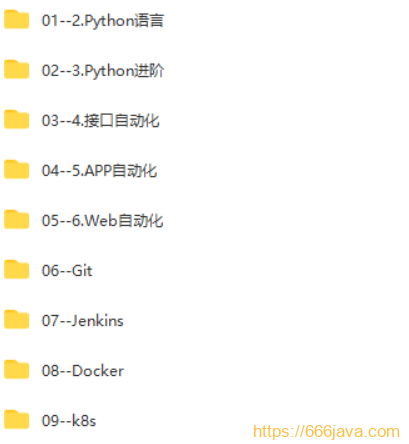 01--2.Python语言
02--3.Python进阶
03--4.接口自动化
04--5.APP自动化
05--6.Web自动化
06--Git
07--Jenkins
08--Docker
09--k8s
https://666java.com